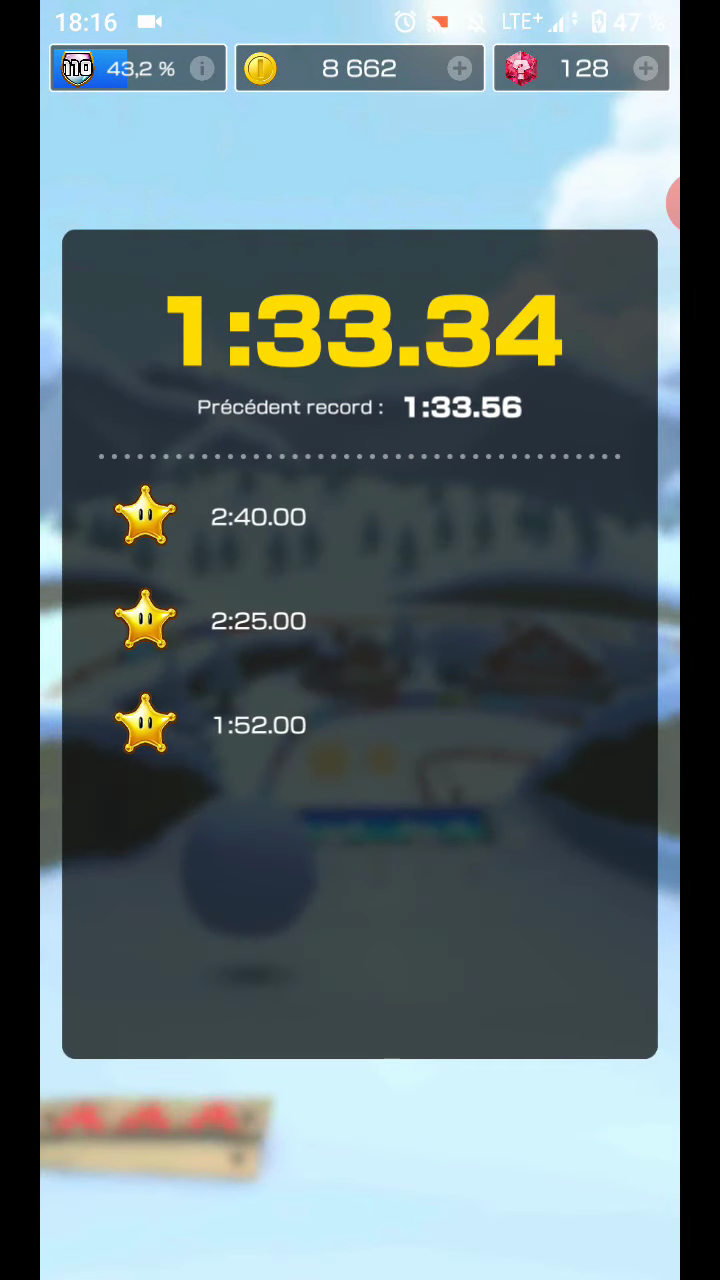 18:16 LTE+ 47 %
110 43,2 % i 8 662 128
1:33.34
Précédent record : 1:33.56
2:40.00
2:25.00
1:52.00